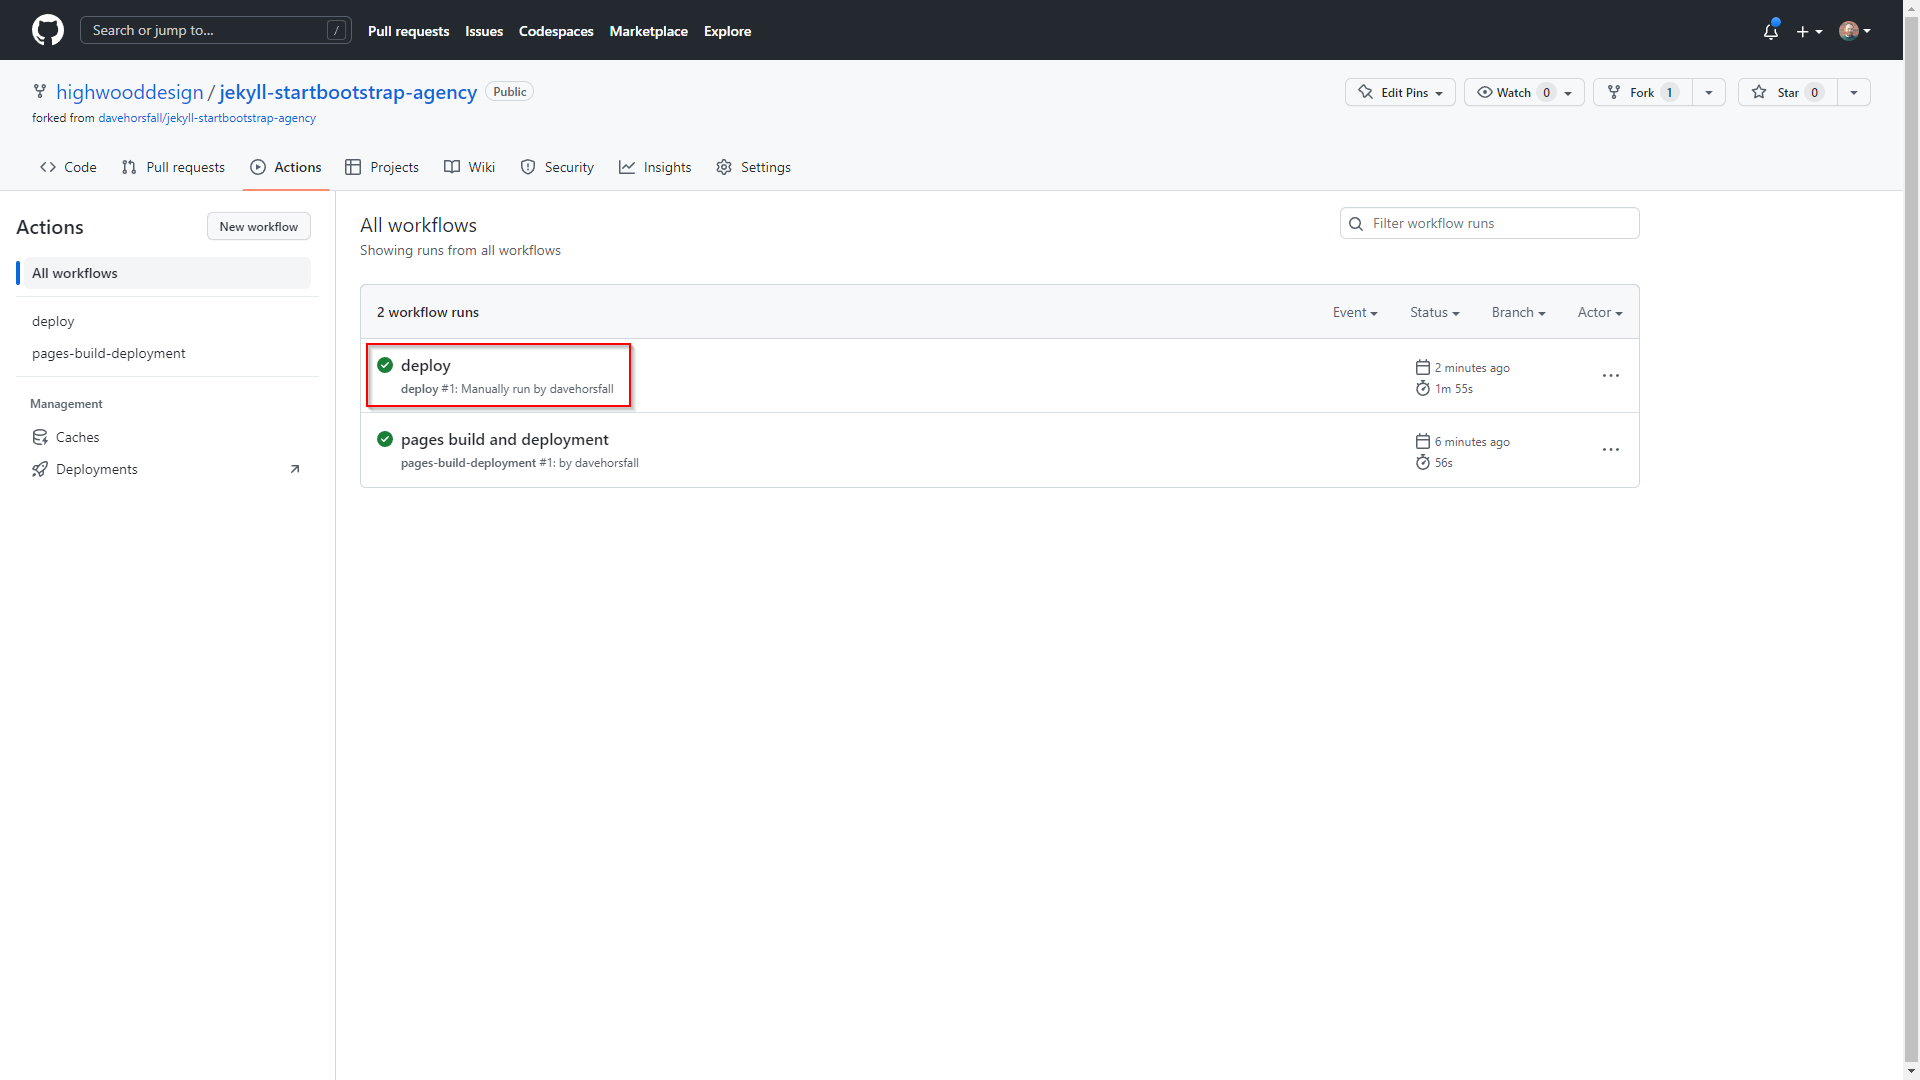 Search or jump to... /
Pull requests Issues Codespaces Marketplace Explore
highwooddesign / jekyll-startbootstrap-agency Public
forked from davehorsfall/jekyll-startbootstrap-agency
Edit Pins Watch 0 Fork 1 Star 0
Code Pull requests Actions Projects Wiki Security Insights Settings
Actions
New workflow
All workflows
deploy
pages-build-deployment
Management
Caches
Deployments
All workflows
Showing runs from all workflows
Filter workflow runs
2 workflow runs
Event Status Branch Actor
deploy
deploy #1: Manually run by davehorsfall
2 minutes ago
1m 55s
pages build and deployment
pages-build-deployment #1: by davehorsfall
6 minutes ago
56s